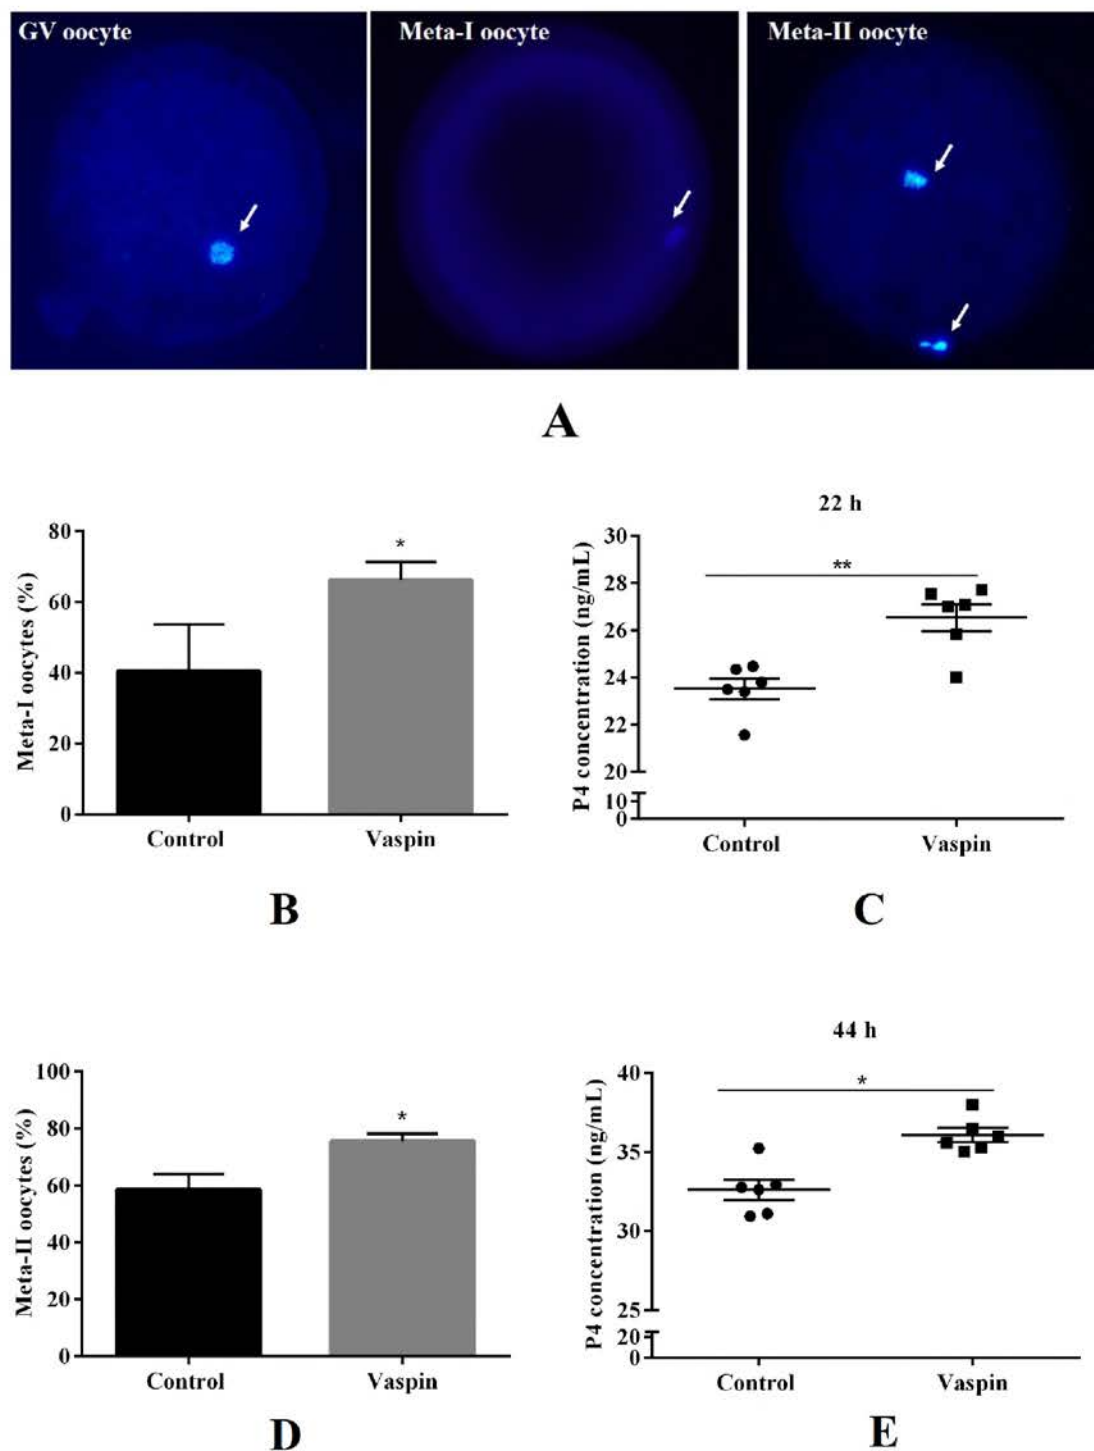 GV oocyte
Meta-I oocyte
Meta-II oocyte
A
Meta-I oocytes (%)
80
60
40
20
0
*
Control
Vaspin
B
22 h
P4 concentration (ng/mL)
30
28
26
24
22
20
10
0
**
Control
Vaspin
C
Meta-II oocytes (%)
100
80
60
40
20
0
*
Control
Vaspin
D
44 h
P4 concentration (ng/mL)
40
35
30
25
20
0
*
Control
Vaspin
E